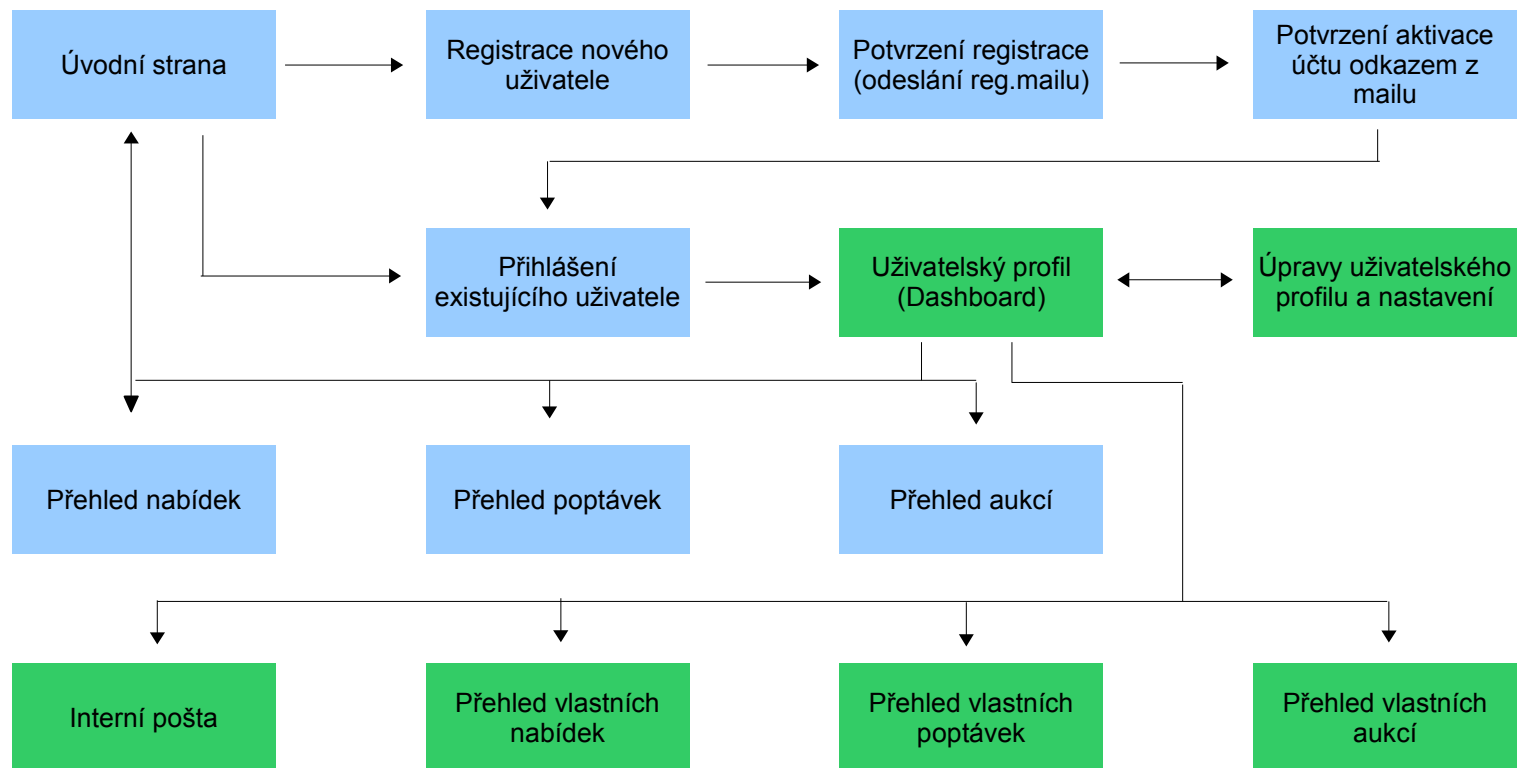 Úvodní strana
Registrace nového
uživatele
Potvrzení registrace
(odeslání reg.mailu)
Potvrzení aktivace
účtu odkazem z
mailu
Přihlášení
existujícího uživatele
Uživatelský profil
(Dashboard)
Úpravy uživatelského
profilu a nastavení
Přehled nabídek
Přehled poptávek
Přehled aukcí
Interní pošta
Přehled vlastních
nabídek
Přehled vlastních
poptávek
Přehled vlastních
aukcí